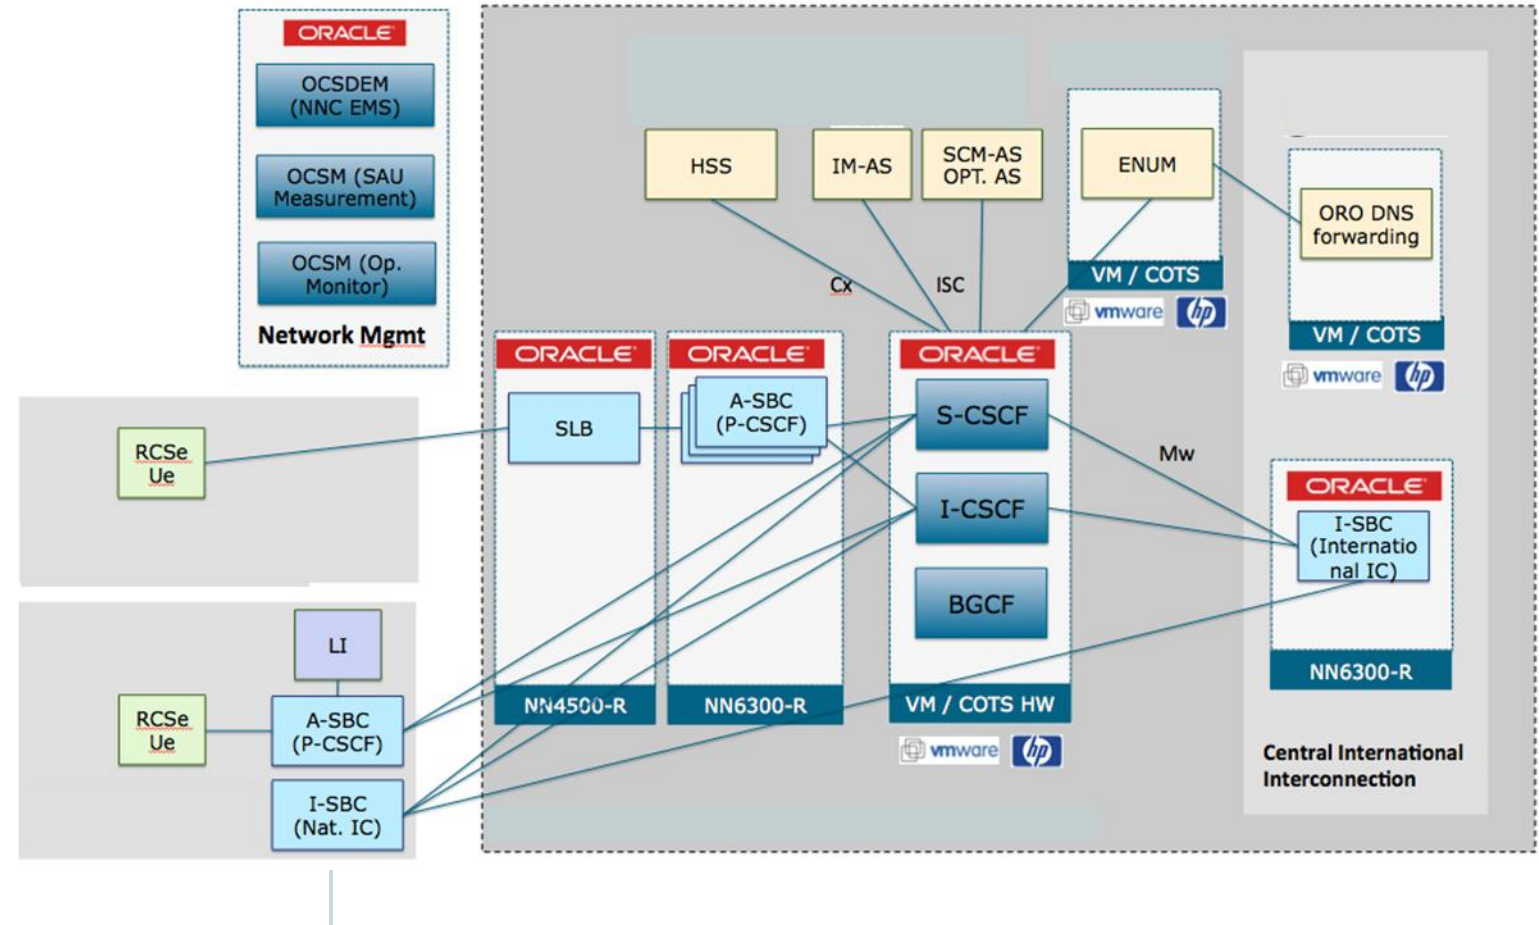 ORACLE
OCSDEM
(NNC EMS)
OCSM (SAU
Measurement)
OCSM (Op.
Monitor)
Network Mgmt
HSS
IM-AS
SCM-AS
OPT. AS
ENUM
VM / COTS
vmware
hp
ORO DNS
forwarding
VM / COTS
vmware
hp
Cx
ISC
ORACLE
SLB
NN4500-R
ORACLE
A-SBC
(P-CSCF)
NN6300-R
ORACLE
S-CSCF
I-CSCF
BGCF
VM / COTS HW
vmware
hp
Mw
ORACLE
I-SBC
(Internatio
nal IC)
NN6300-R
Central International
Interconnection
RCSe
Ue
LI
RCSe
Ue
A-SBC
(P-CSCF)
I-SBC
(Nat. IC)